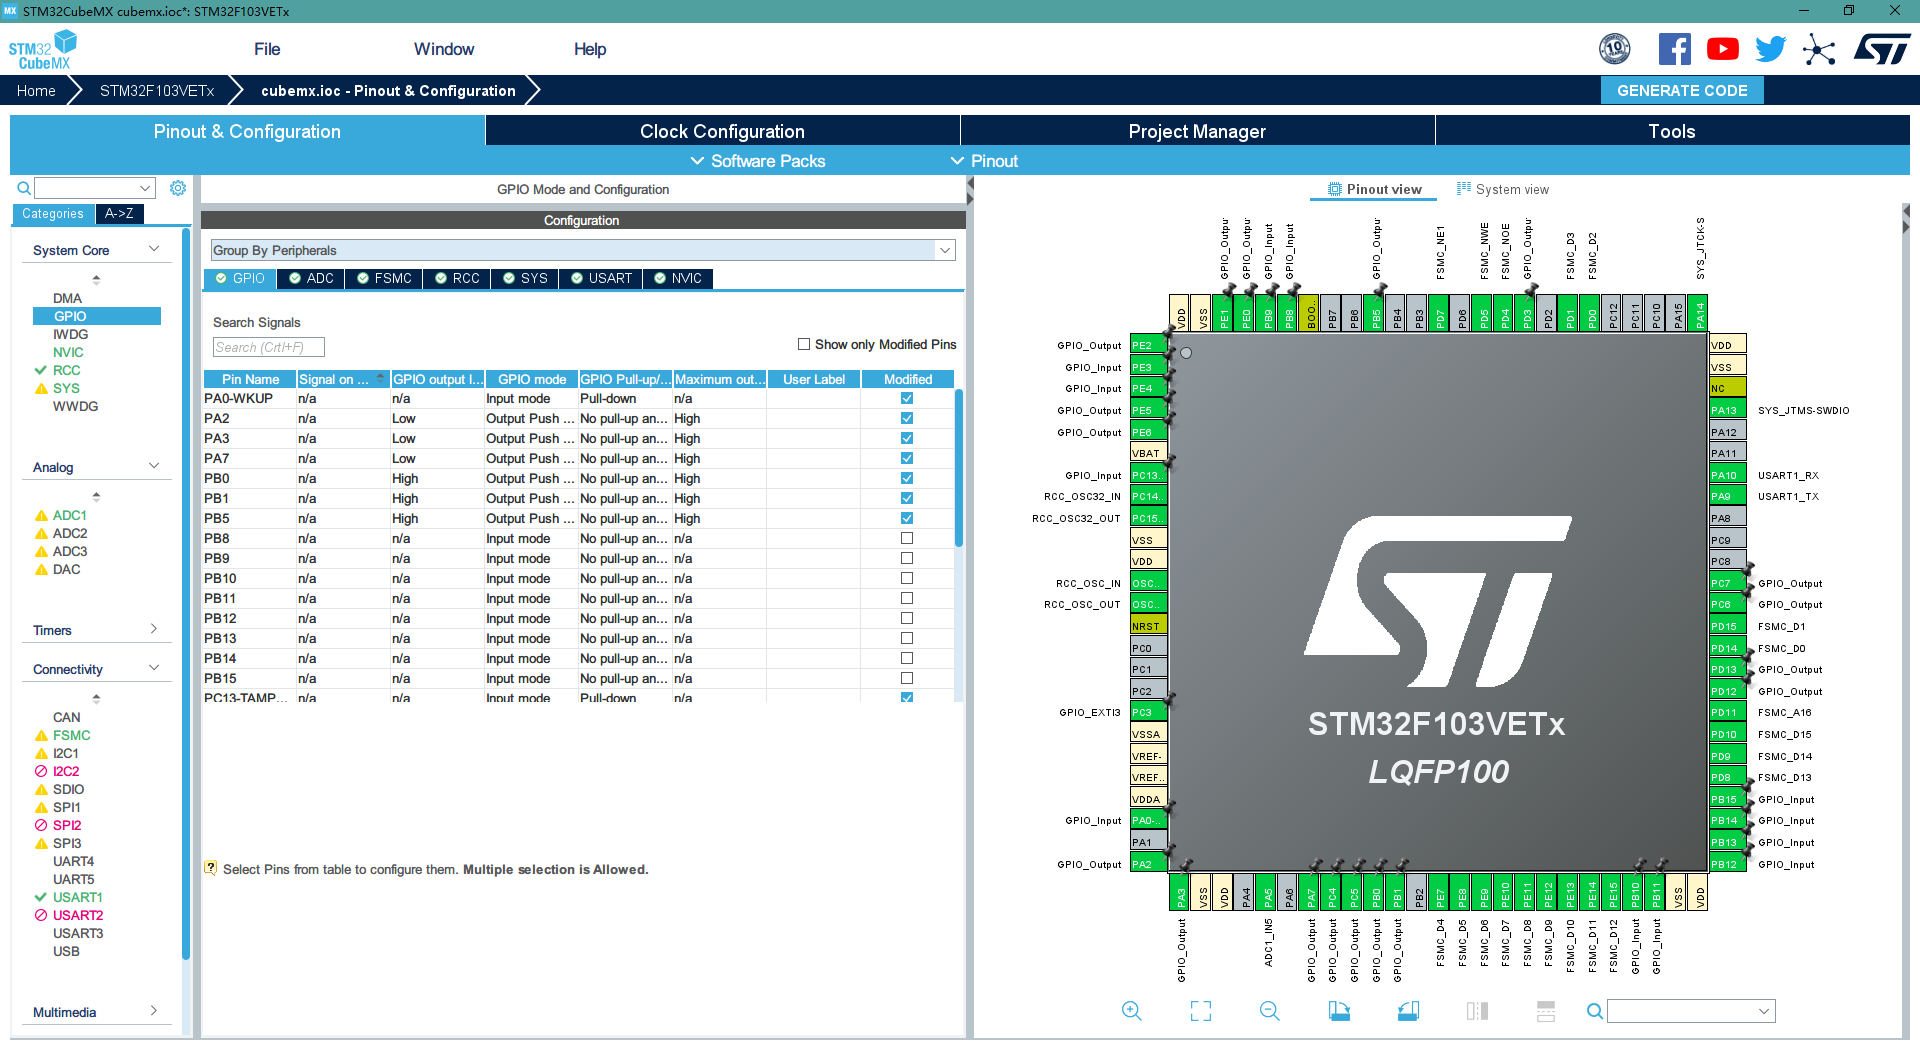 MX STM32CubeMX cubemx.ioc*: STM32F103VETx
STM32
CubeMX
File Window Help
10
Home STM32F103VETx cubemx.ioc - Pinout & Configuration GENERATE CODE
Pinout & Configuration Clock Configuration Project Manager Tools
Software Packs Pinout
Categories A->Z
System Core
DMA
GPIO
IWDG
NVIC
RCC
SYS
WWDG
Analog
ADC1
ADC2
ADC3
DAC
Timers
Connectivity
CAN
FSMC
I2C1
I2C2
SDIO
SPI1
SPI2
SPI3
UART4
UART5
USART1
USART2
USART3
USB
Multimedia
GPIO Mode and Configuration
Configuration
Group By Peripherals
GPIO ADC FSMC RCC SYS USART NVIC
Search Signals
Search (Crtl+F)
Show only Modified Pins
Pin Name Signal on ... GPIO output l... GPIO mode GPIO Pull-up/... Maximum out... User Label Modified
PA0-WKUP n/a n/a Input mode Pull-down n/a
PA2 n/a Low Output Push ... No pull-up an... High
PA3 n/a Low Output Push ... No pull-up an... High
PA7 n/a Low Output Push ... No pull-up an... High
PB0 n/a High Output Push ... No pull-up an... High
PB1 n/a High Output Push ... No pull-up an... High
PB5 n/a High Output Push ... No pull-up an... High
PB8 n/a n/a Input mode No pull-up an... n/a
PB9 n/a n/a Input mode No pull-up an... n/a
PB10 n/a n/a Input mode No pull-up an... n/a
PB11 n/a n/a Input mode No pull-up an... n/a
PB12 n/a n/a Input mode No pull-up an... n/a
PB13 n/a n/a Input mode No pull-up an... n/a
PB14 n/a n/a Input mode No pull-up an... n/a
PB15 n/a n/a Input mode No pull-up an... n/a
PC13-TAMP... n/a n/a Input mode Pull-down n/a
Select Pins from table to configure them. Multiple selection is Allowed.
Pinout view System view
GPIO_Output GPIO_Output GPIO_Input GPIO_Input GPIO_Output FSMC_NE1 FSMC_NWE FSMC_NOE GPIO_Output FSMC_D3 FSMC_D2 SYS_JTCK-S
VDD VSS PE1 PE0 PB9 PB8 BOO.. PB7 PB6 PB5 PB4 PB3 PD7 PD6 PD5 PD4 PD3 PD2 PD1 PD0 PC12 PC11 PC10 PA15 PA14
GPIO_Output PE2
GPIO_Input PE3
GPIO_Input PE4
GPIO_Output PE5
GPIO_Output PE6
VBAT
GPIO_Input PC13..
RCC_OSC32_IN PC14..
RCC_OSC32_OUT PC15..
VSS
VDD
RCC_OSC_IN OSC..
RCC_OSC_OUT OSC..
NRST
PC0
PC1
PC2
GPIO_EXTI3 PC3
VSSA
VREF-
VREF..
VDDA
GPIO_Input PA0-..
PA1
GPIO_Output PA2
ST
STM32F103VETx
LQFP100
VDD
VSS
NC
PA13 SYS_JTMS-SWDIO
PA12
PA11
PA10 USART1_RX
PA9 USART1_TX
PA8
PC9
PC8
PC7 GPIO_Output
PC6 GPIO_Output
PD15 FSMC_D1
PD14 FSMC_D0
PD13 GPIO_Output
PD12 GPIO_Output
PD11 FSMC_A16
PD10 FSMC_D15
PD9 FSMC_D14
PD8 FSMC_D13
PB15 GPIO_Input
PB14 GPIO_Input
PB13 GPIO_Input
PB12 GPIO_Input
PA3 VSS VDD PA4 PA5 PA6 PA7 PC4 PC5 PB0 PB1 PB2 PE7 PE8 PE9 PE10 PE11 PE12 PE13 PE14 PE15 PB10 PB11 VSS VDD
GPIO_Output ADC1_IN5 GPIO_Output GPIO_Output GPIO_Output GPIO_Output GPIO_Output FSMC_D4 FSMC_D5 FSMC_D6 FSMC_D7 FSMC_D8 FSMC_D9 FSMC_D10 FSMC_D11 FSMC_D12 GPIO_Input GPIO_Input